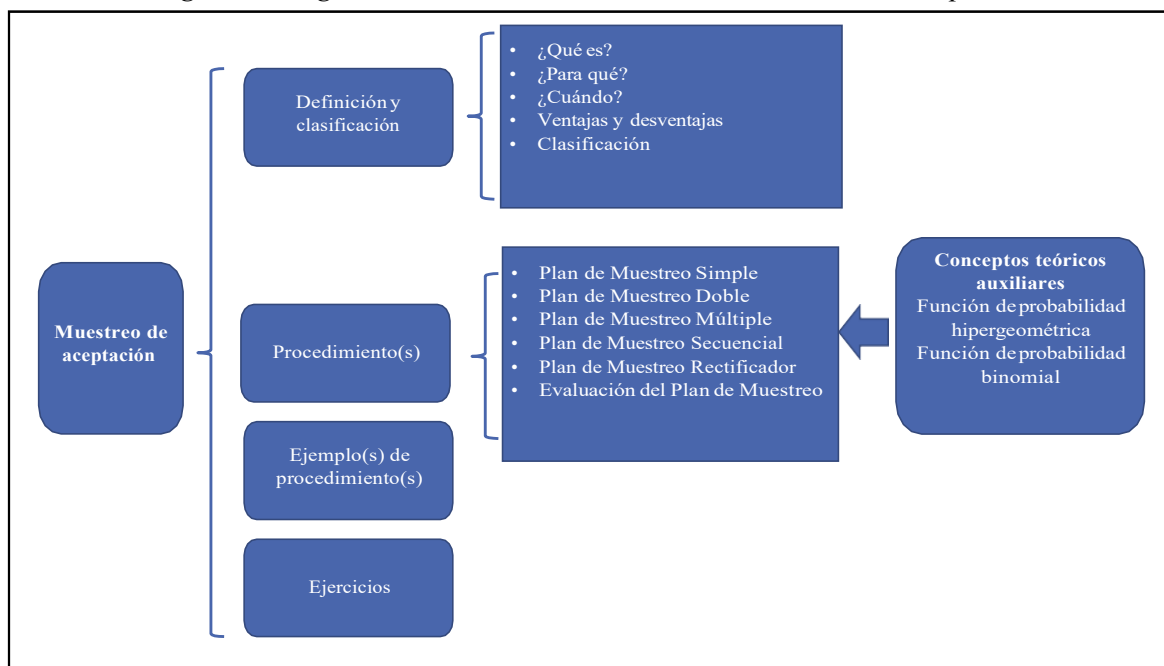 Muestreo de
aceptación
Definición y
clasificación
• ¿Qué es?
• ¿Para qué?
• ¿Cuándo?
• Ventajas y desventajas
• Clasificación
Procedimiento(s)
• Plan de Muestreo Simple
• Plan de Muestreo Doble
• Plan de Muestreo Múltiple
• Plan de Muestreo Secuencial
• Plan de Muestreo Rectificador
• Evaluación del Plan de Muestreo
Conceptos teóricos
auxiliares
Función de probabilidad
hipergeométrica
Función de probabilidad
binomial
Ejemplo(s) de
procedimiento(s)
Ejercicios